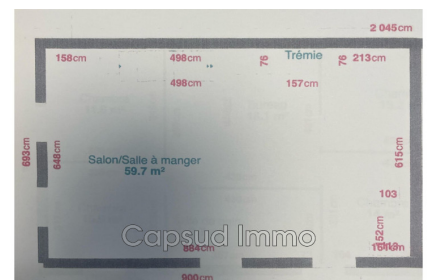 2 045cm
158cm 498cm 76 Trémie 76 213cm
498cm 157cm
693cm 648cm 615cm
Salon/Salle à manger
59.7 m²
103
Capsud Immo
884cm
900cm